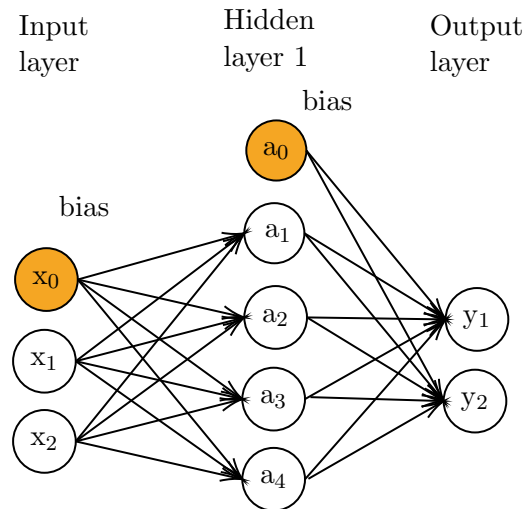 Input
layer
Hidden
layer 1
Output
layer
bias
a₀
bias
a₁
x₀
a₂
y₁
x₁
a₃
y₂
x₂
a₄